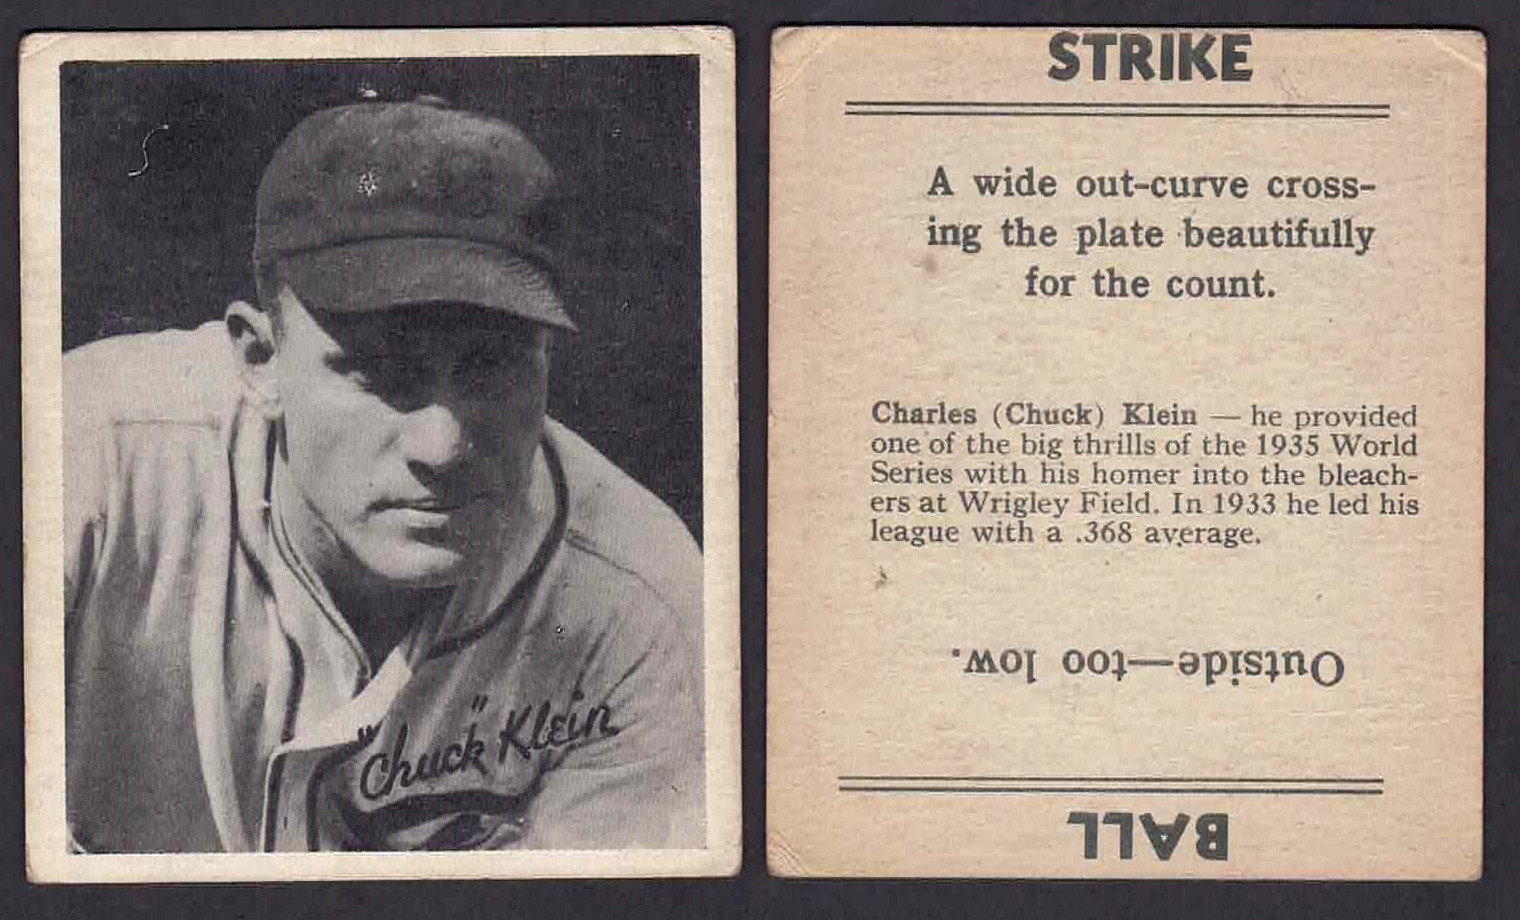 "Chuck" Klein
STRIKE
A wide out-curve cross-
ing the plate beautifully
for the count.
Charles (Chuck) Klein — he provided
one of the big thrills of the 1935 World
Series with his homer into the bleach-
ers at Wrigley Field. In 1933 he led his
league with a .368 average.
Outside—too low.
BALL